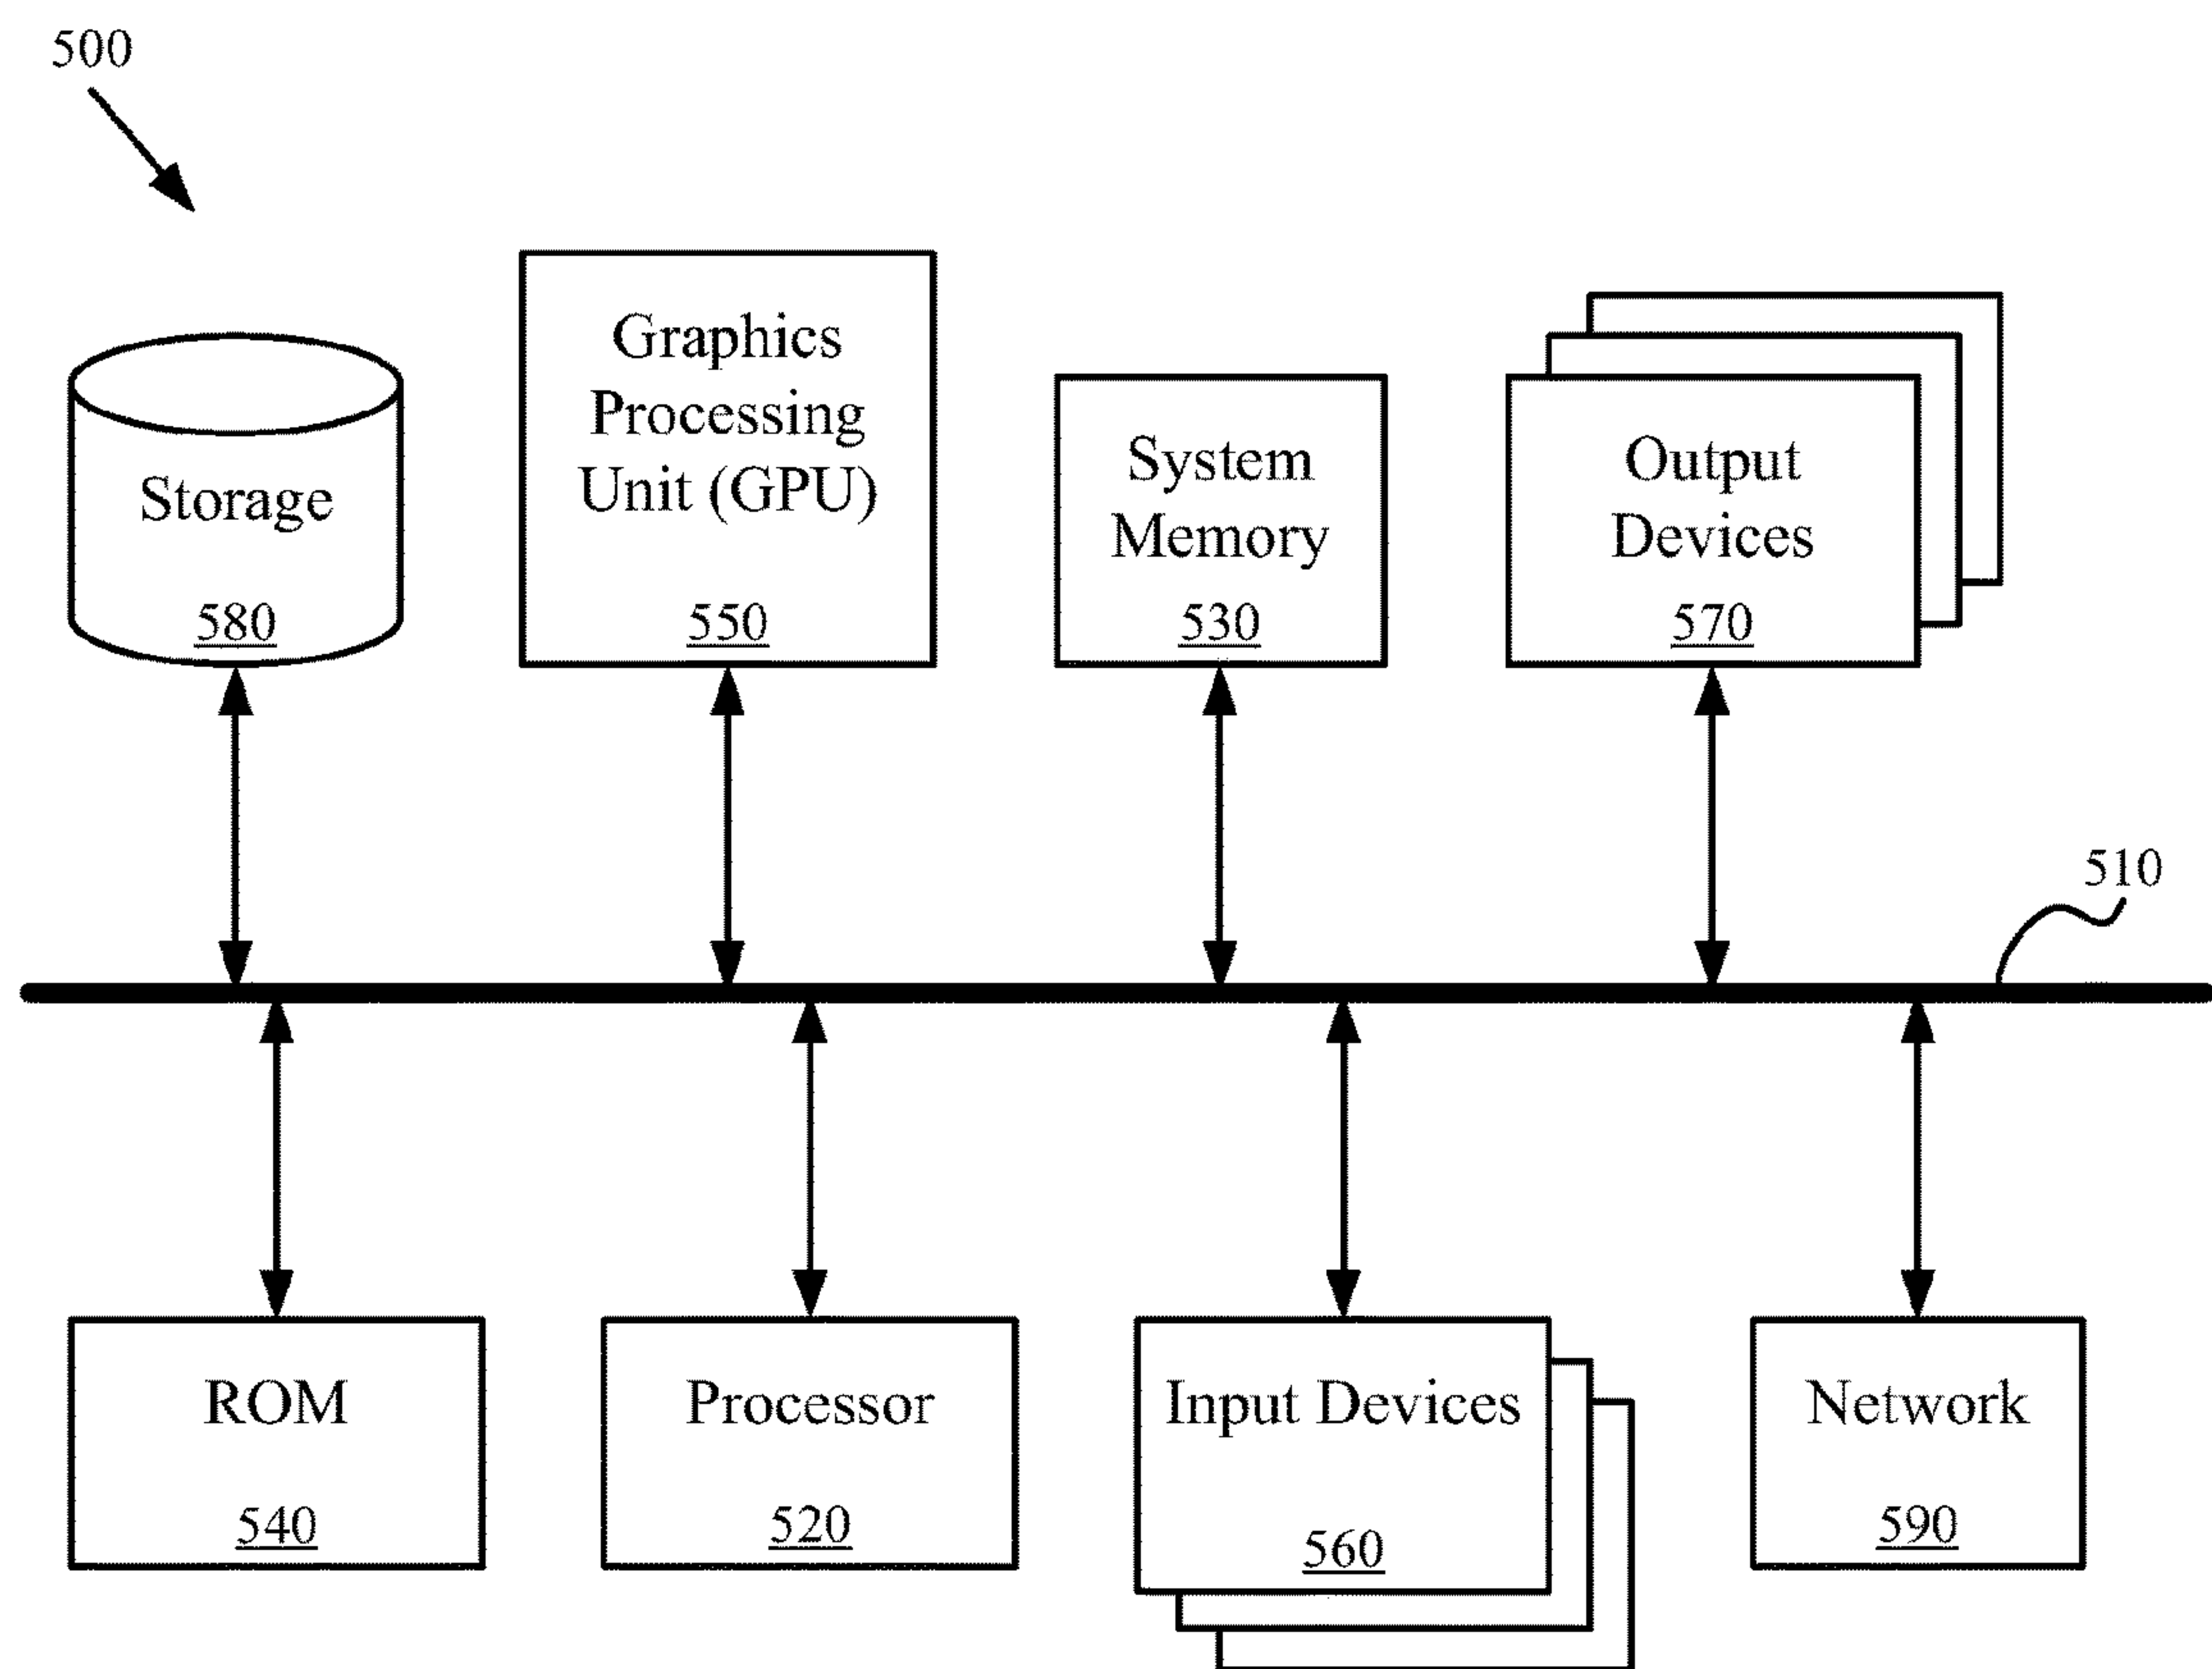 500
Storage
580
Graphics
Processing
Unit (GPU)
550
System
Memory
530
Output
Devices
570
510
ROM
540
Processor
520
Input Devices
560
Network
590